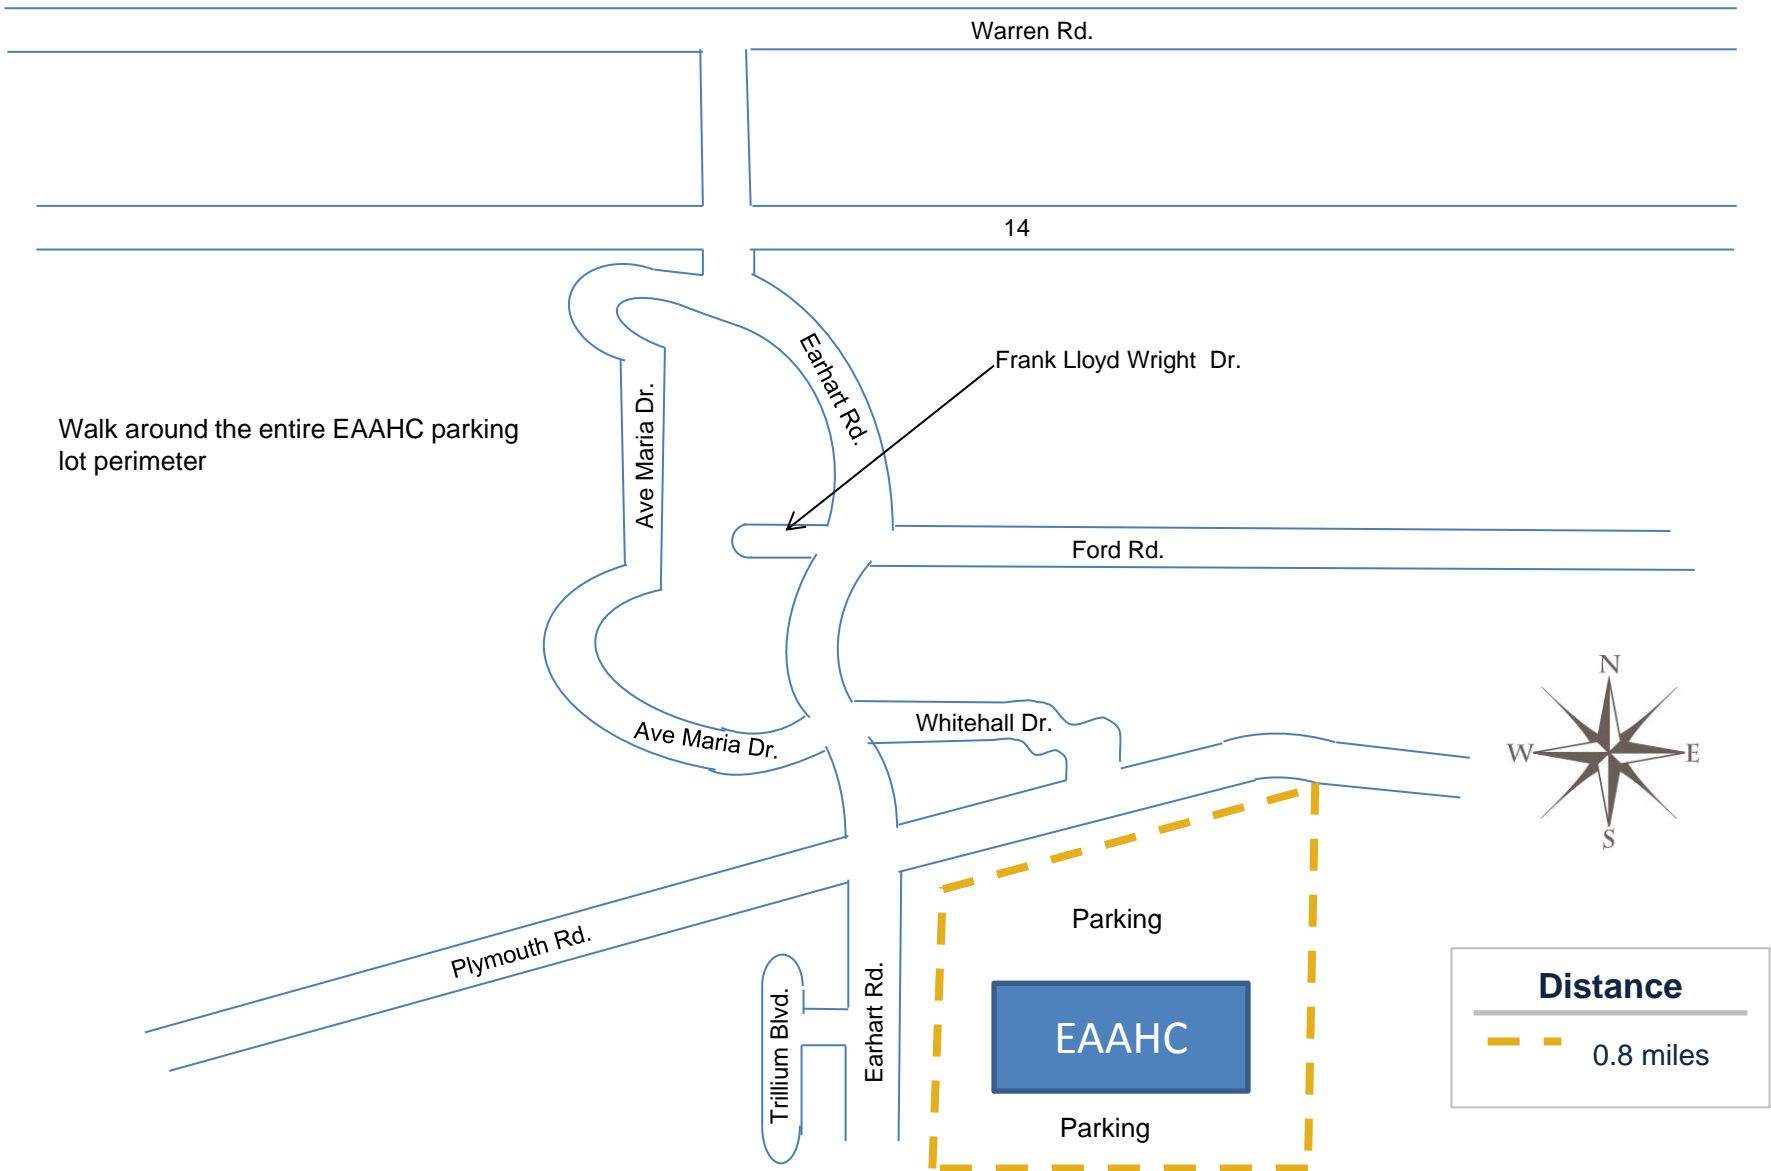 Warren Rd.
14
Earhart Rd.
Frank Lloyd Wright Dr.
Walk around the entire EAAHC parking
lot perimeter
Ave Maria Dr.
Ford Rd.
N
W
E
S
Whitehall Dr.
Ave Maria Dr.
Plymouth Rd.
Parking
Trillium Blvd.
Earhart Rd.
EAAHC
Parking
Distance
0.8 miles